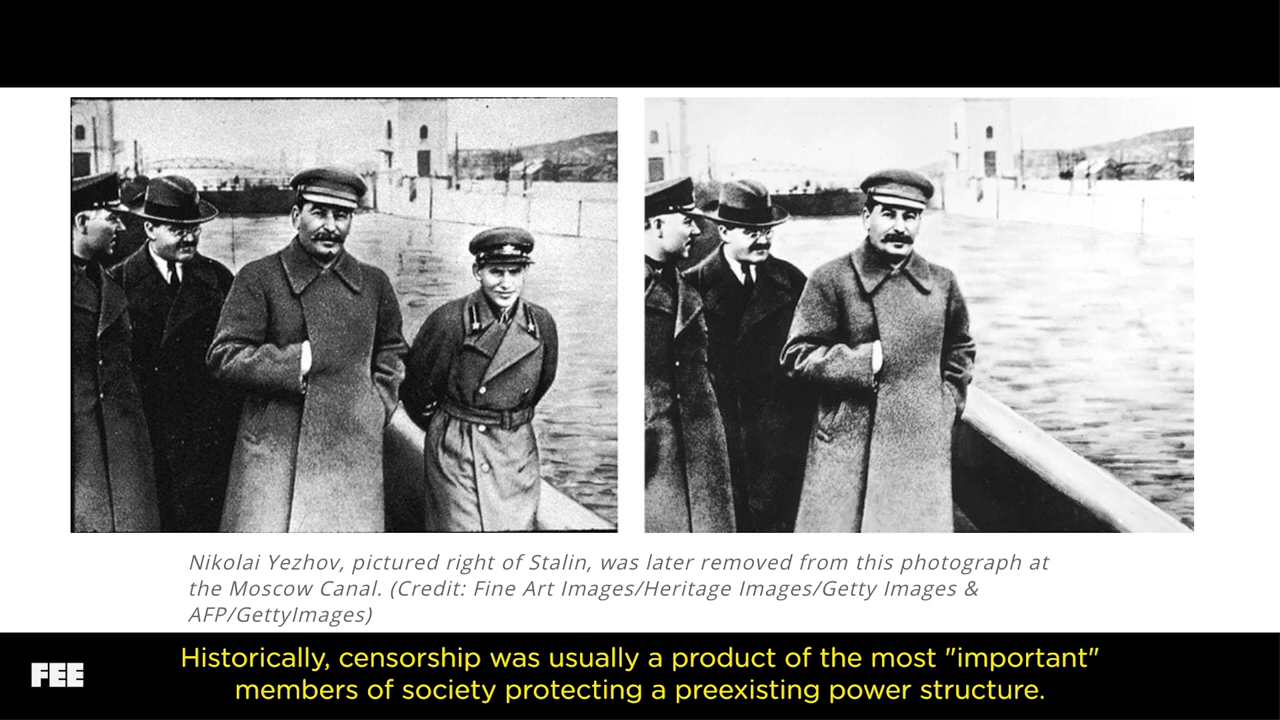 Nikolai Yezhov, pictured right of Stalin, was later removed from this photograph at
the Moscow Canal. (Credit: Fine Art Images/Heritage Images/Getty Images &
AFP/GettyImages)
FEE
Historically, censorship was usually a product of the most "important"
members of society protecting a preexisting power structure.